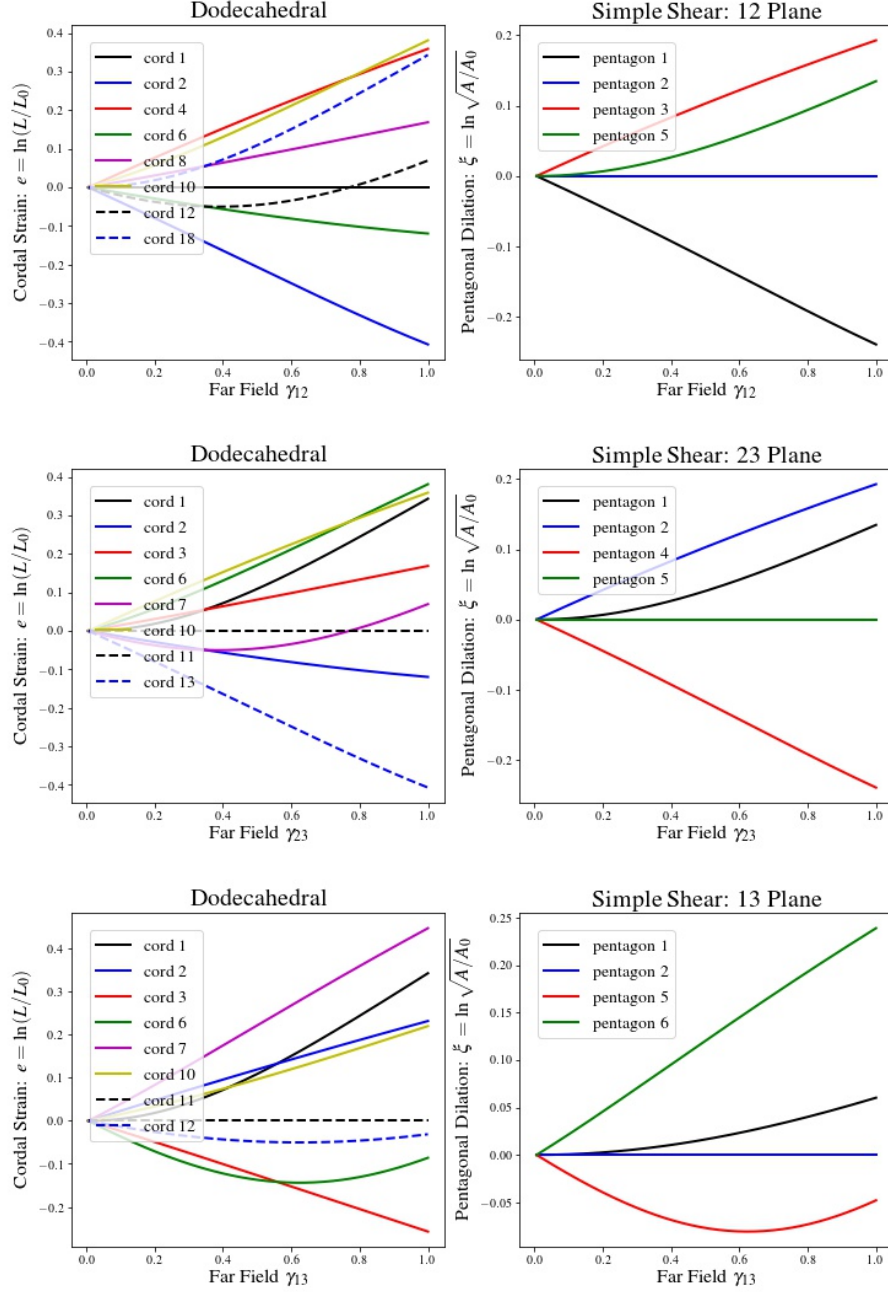 Dodecahedral
Cordal Strain: e = ln(L/L₀)
0.4
0.3
0.2
0.1
0.0
−0.1
−0.2
−0.3
−0.4
cord 1
cord 2
cord 4
cord 6
cord 8
cord 10
cord 12
cord 18
0.0 0.2 0.4 0.6 0.8 1.0
Far Field γ₁₂
Simple Shear: 12 Plane
Pentagonal Dilation: ξ = ln √A/A₀
0.2
0.1
0.0
−0.1
−0.2
pentagon 1
pentagon 2
pentagon 3
pentagon 5
0.0 0.2 0.4 0.6 0.8 1.0
Far Field γ₁₂
Dodecahedral
Cordal Strain: e = ln(L/L₀)
0.4
0.3
0.2
0.1
0.0
−0.1
−0.2
−0.3
−0.4
cord 1
cord 2
cord 3
cord 6
cord 7
cord 10
cord 11
cord 13
0.0 0.2 0.4 0.6 0.8 1.0
Far Field γ₂₃
Simple Shear: 23 Plane
Pentagonal Dilation: ξ = ln √A/A₀
0.2
0.1
0.0
−0.1
−0.2
pentagon 1
pentagon 2
pentagon 4
pentagon 5
0.0 0.2 0.4 0.6 0.8 1.0
Far Field γ₂₃
Dodecahedral
Cordal Strain: e = ln(L/L₀)
0.4
0.3
0.2
0.1
0.0
−0.1
−0.2
cord 1
cord 2
cord 3
cord 6
cord 7
cord 10
cord 11
cord 12
0.0 0.2 0.4 0.6 0.8 1.0
Far Field γ₁₃
Simple Shear: 13 Plane
Pentagonal Dilation: ξ = ln √A/A₀
0.25
0.20
0.15
0.10
0.05
0.00
−0.05
pentagon 1
pentagon 2
pentagon 5
pentagon 6
0.0 0.2 0.4 0.6 0.8 1.0
Far Field γ₁₃